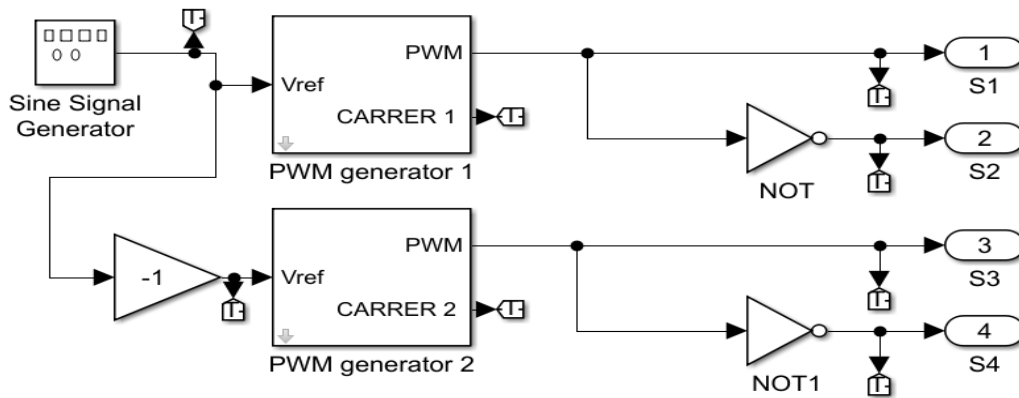 T
Sine Signal
Generator
Vref
PWM
CARRER 1
T
PWM generator 1
T
1
S1
NOT
T
2
S2
-1
T
Vref
PWM
CARRER 2
T
PWM generator 2
T
3
S3
NOT1
T
4
S4